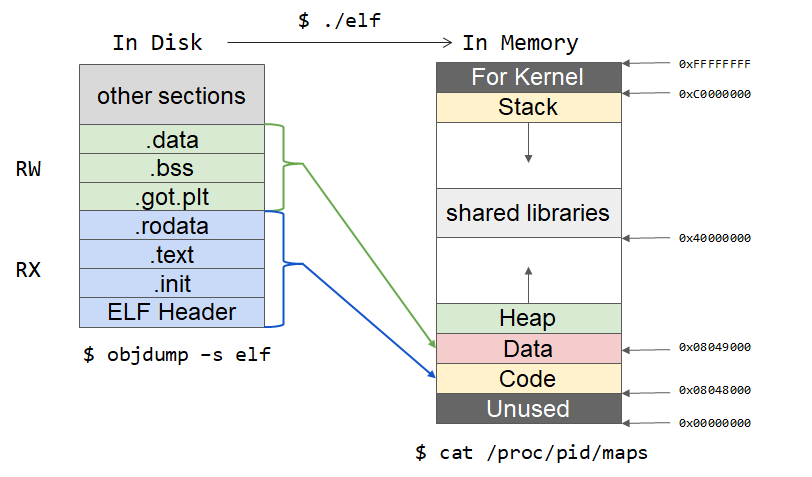 $ ./elf
In Disk
In Memory
other sections
.data
.bss
.got.plt
.rodata
.text
.init
ELF Header
RW
RX
$ objdump –s elf
For Kernel
Stack
shared libraries
Heap
Data
Code
Unused
0xFFFFFFFF
0xC0000000
0x40000000
0x08049000
0x08048000
0x00000000
$ cat /proc/pid/maps